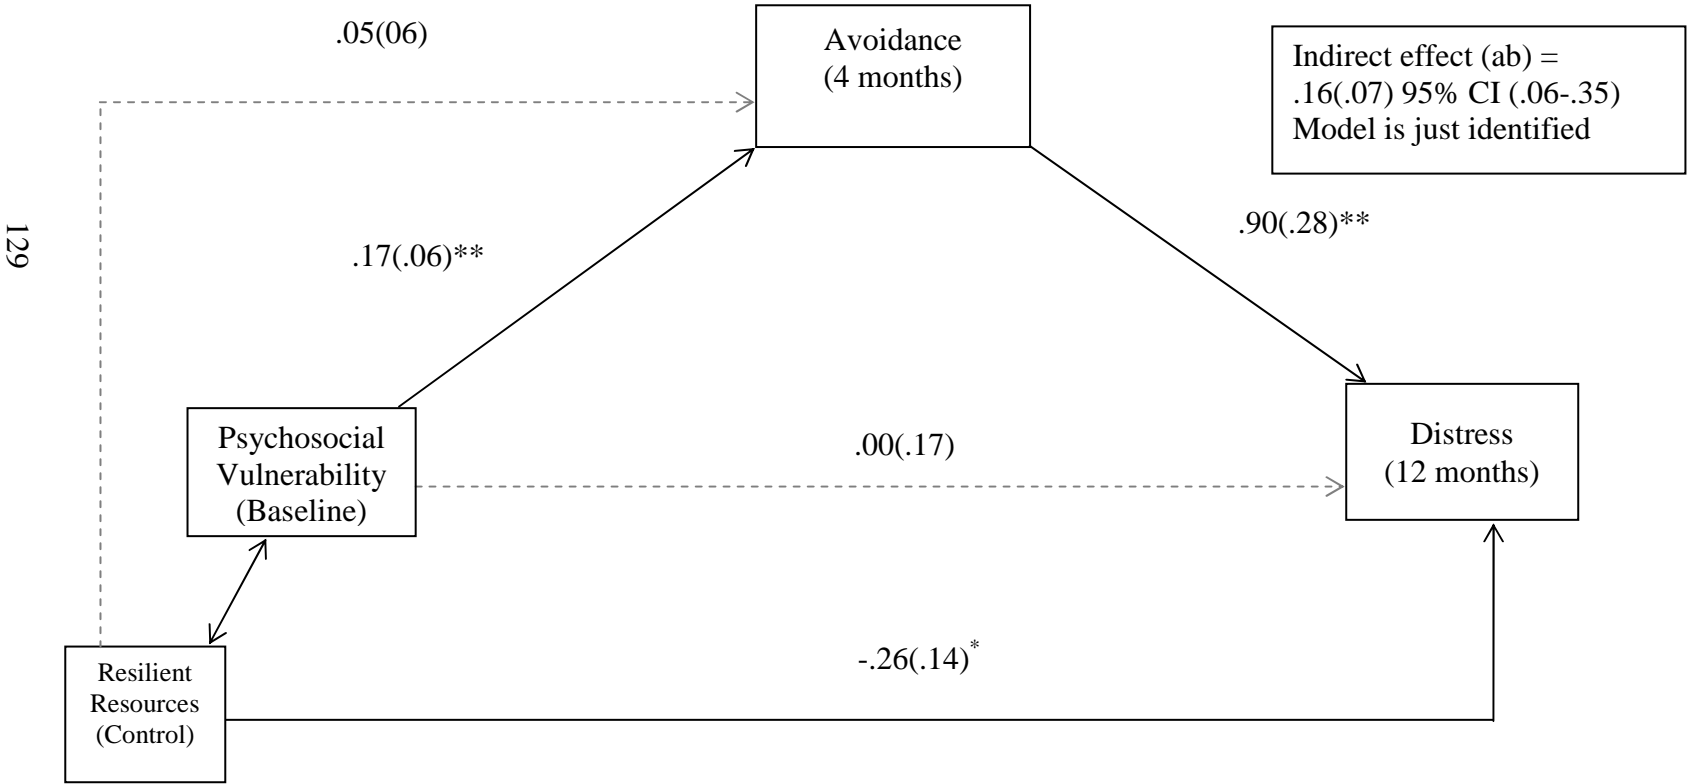 .05(06)
Avoidance
(4 months)
Indirect effect (ab) =
.16(.07) 95% CI (.06-.35)
Model is just identified
129
.17(.06)**
.90(.28)**
Psychosocial
Vulnerability
(Baseline)
.00(.17)
Distress
(12 months)
Resilient
Resources
(Control)
-.26(.14)*